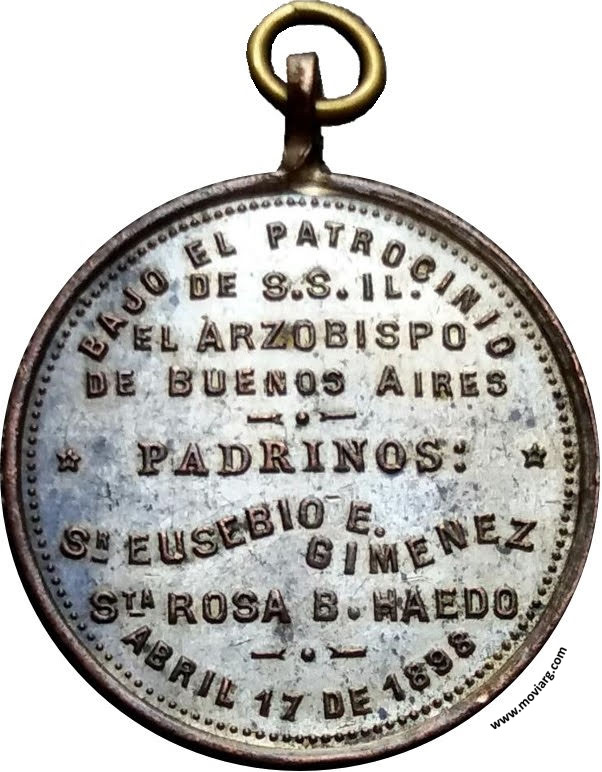 BAJO EL PATROCINIO
DE S.S.IL.
EL ARZOBISPO
DE BUENOS AIRES
PADRINOS:
SR EUSEBIO E.
GIMENEZ
STA ROSA B. HAEDO
ABRIL 17 DE 1898
www.moviarg.com